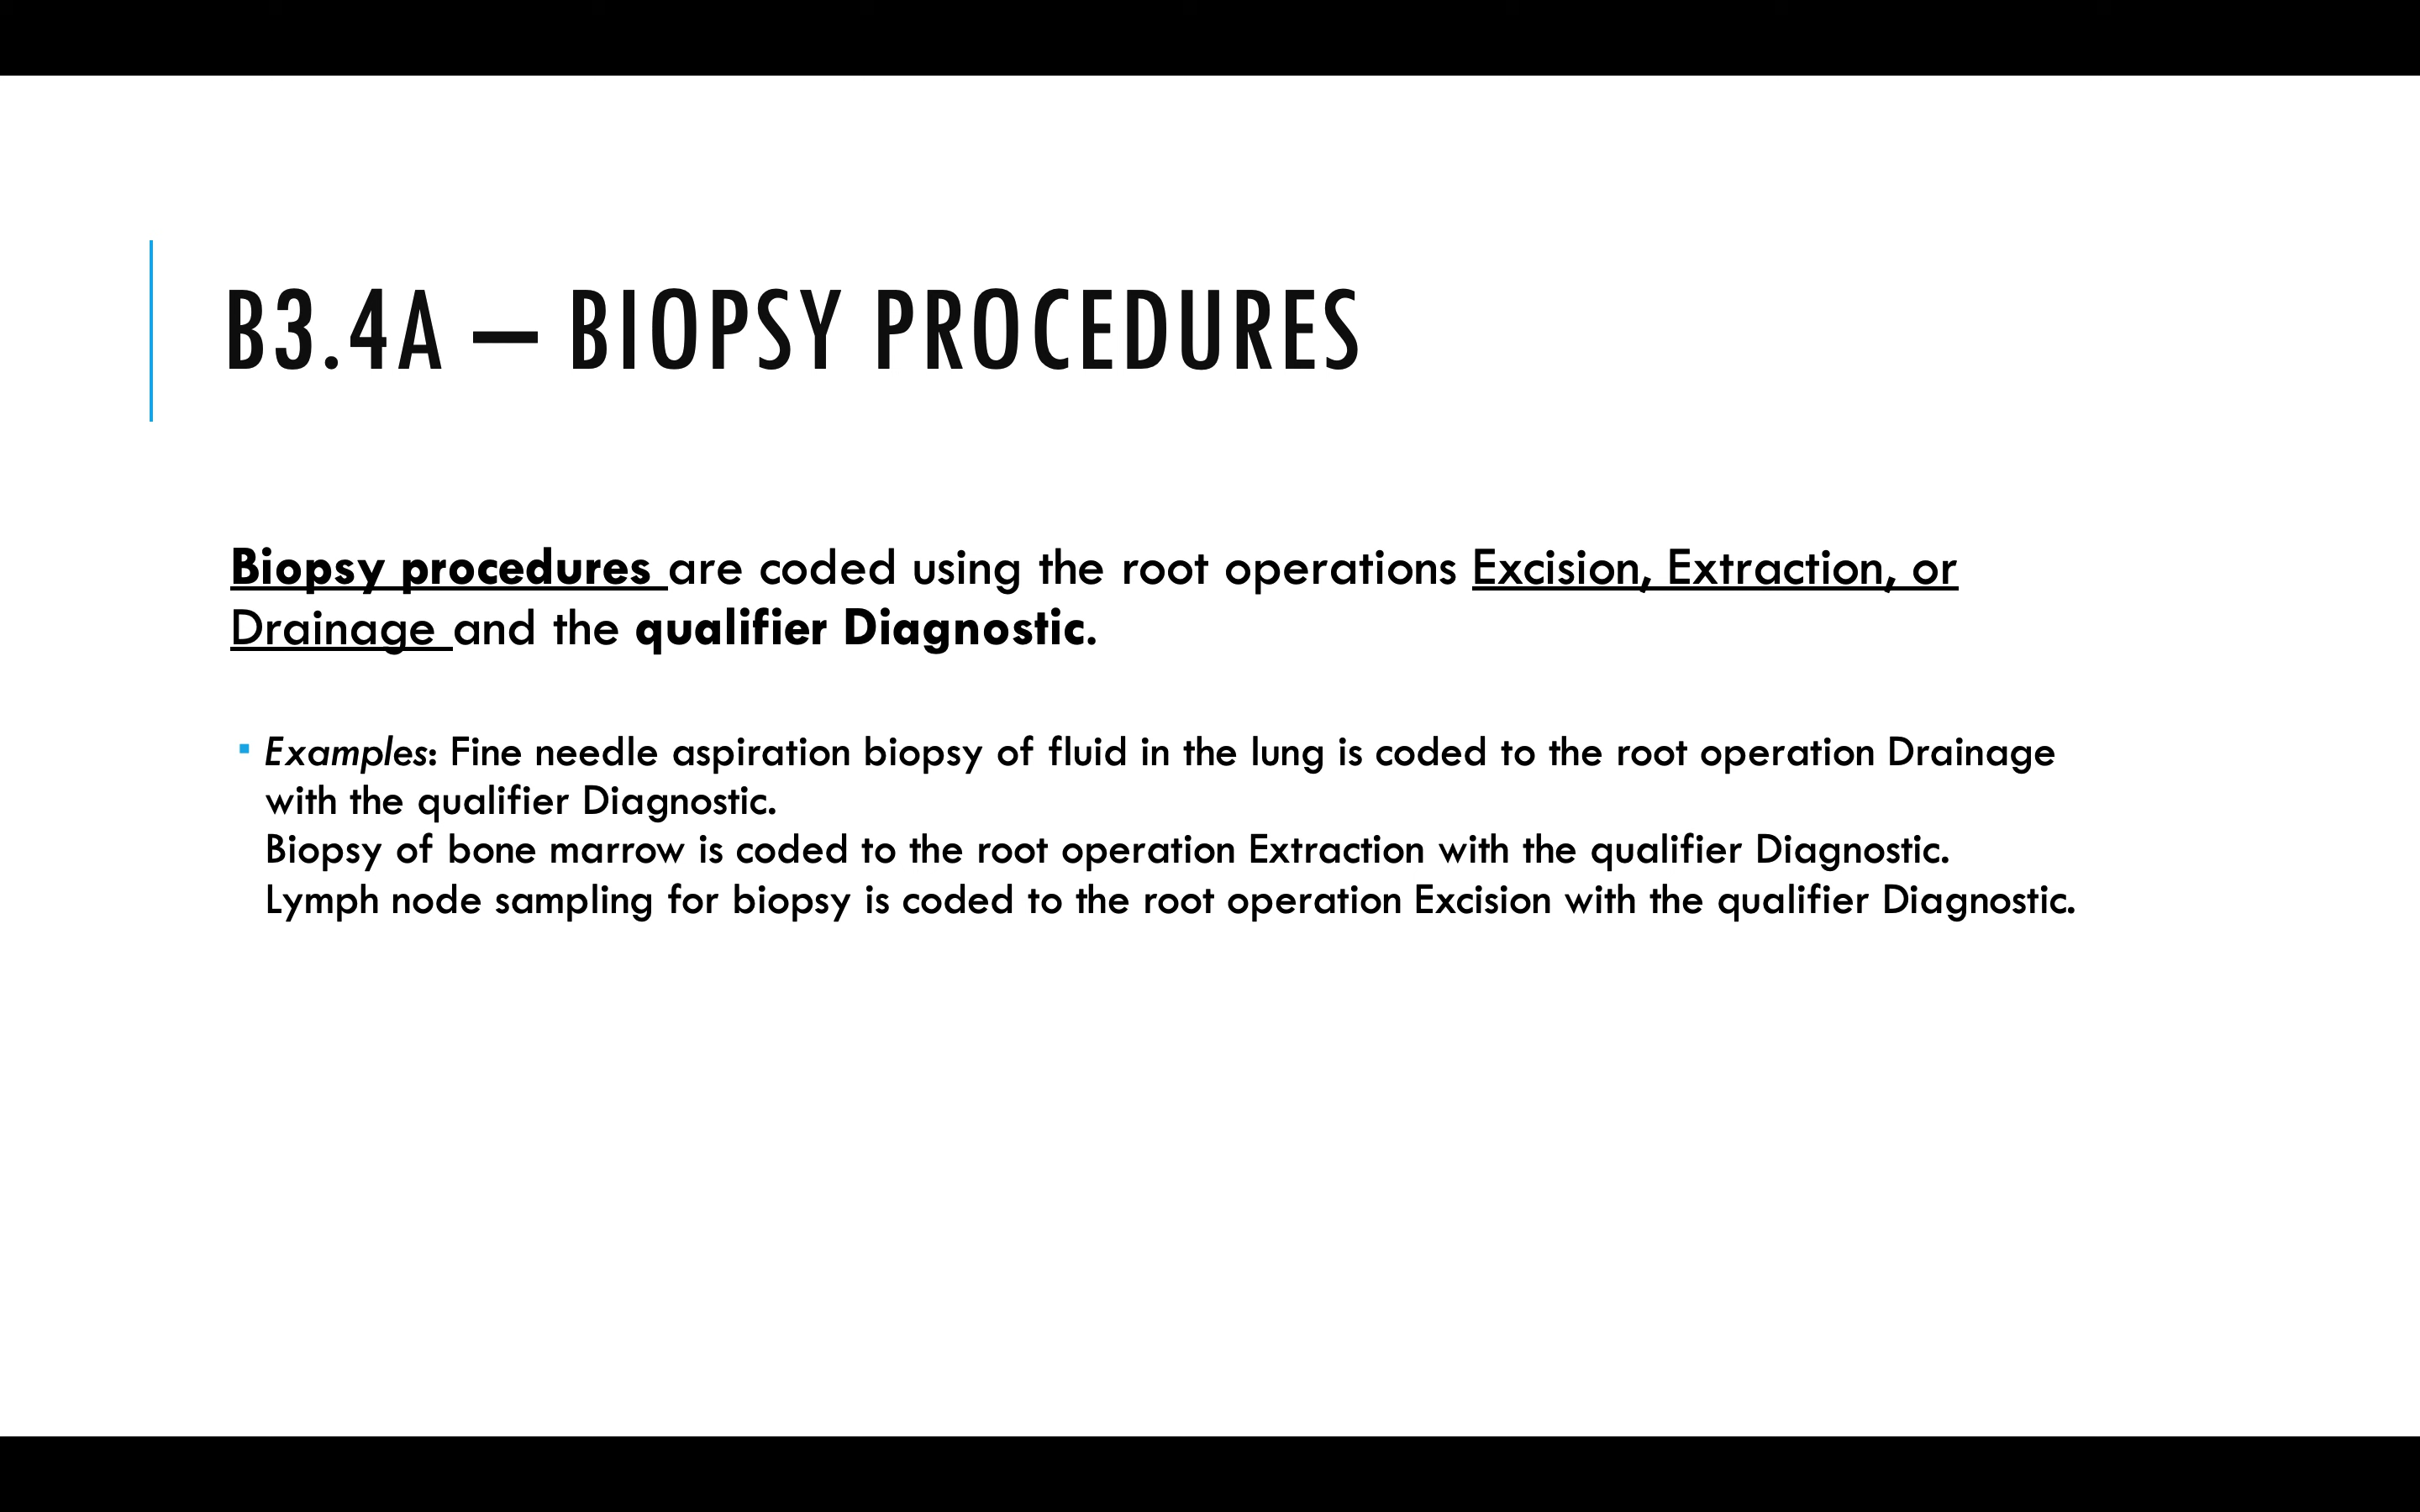 B3.4A – BIOPSY PROCEDURES
Biopsy procedures are coded using the root operations Excision, Extraction, or
Drainage and the qualifier Diagnostic.
Examples: Fine needle aspiration biopsy of fluid in the lung is coded to the root operation Drainage
with the qualifier Diagnostic.
Biopsy of bone marrow is coded to the root operation Extraction with the qualifier Diagnostic.
Lymph node sampling for biopsy is coded to the root operation Excision with the qualifier Diagnostic.